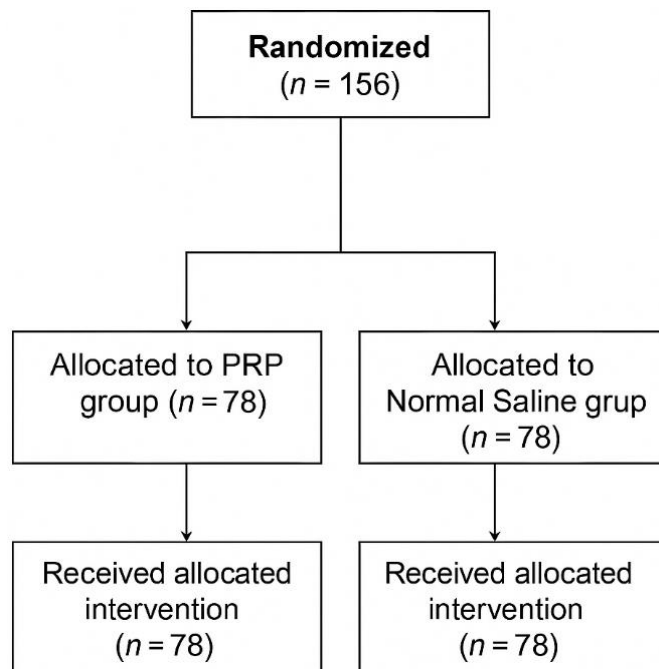 Randomized
(n = 156)
Allocated to PRP
group (n = 78)
Allocated to
Normal Saline grup
(n = 78)
Received allocated
intervention
(n = 78)
Received allocated
intervention
(n = 78)